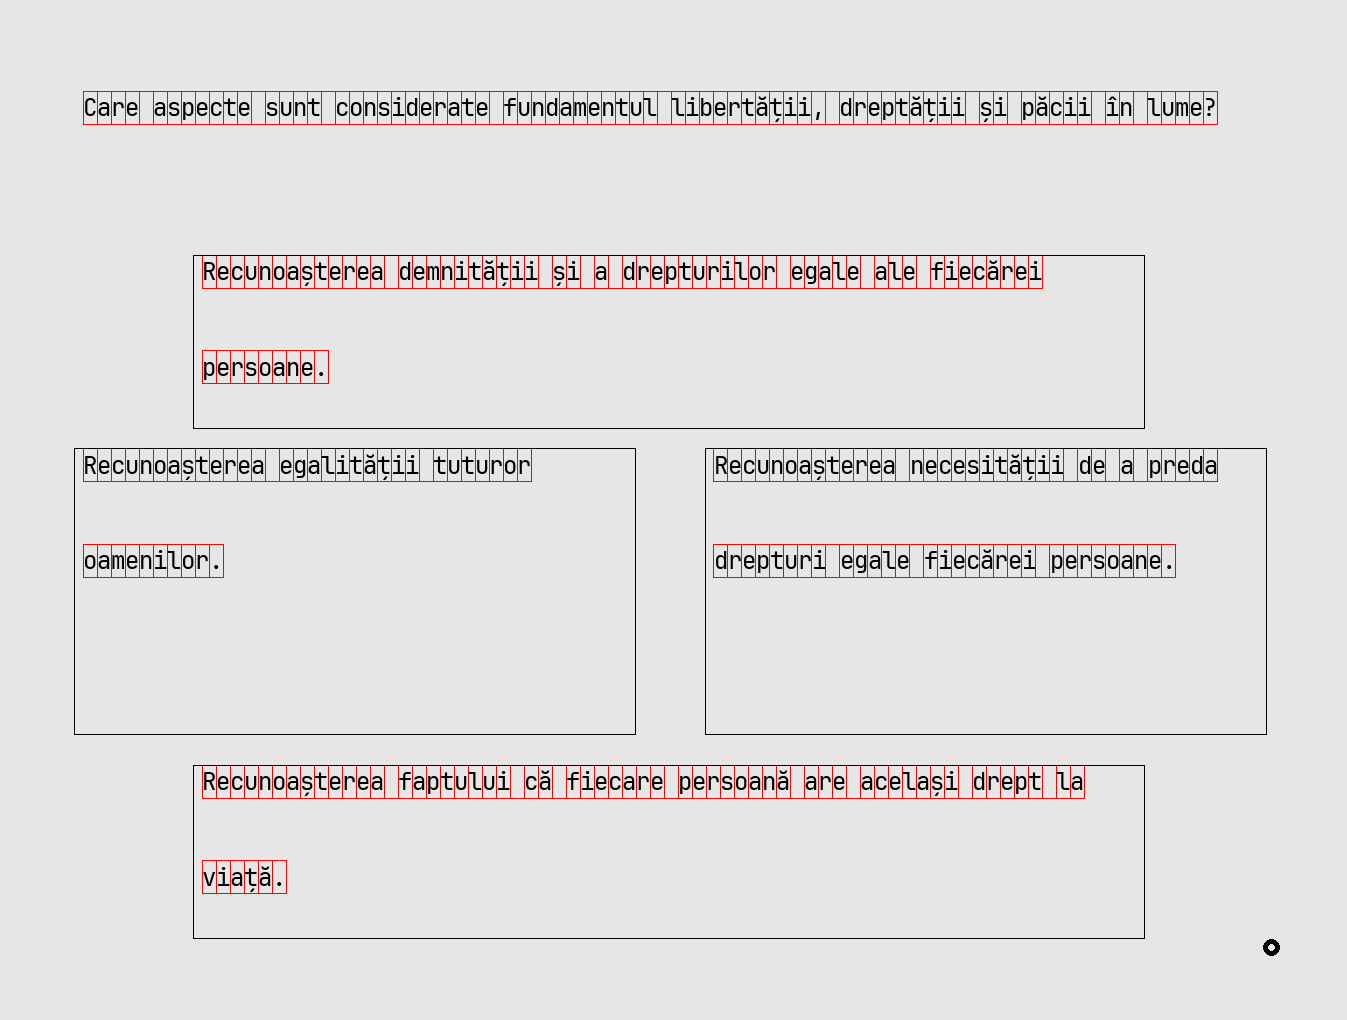 Care aspecte sunt considerate fundamentul libertății, dreptății și păcii în lume?
Recunoașterea demnității și a drepturilor egale ale fiecărei
persoane.
Recunoașterea egalității tuturor
oamenilor.
Recunoașterea necesității de a preda
drepturi egale fiecărei persoane.
Recunoașterea faptului că fiecare persoană are același drept la
viață.